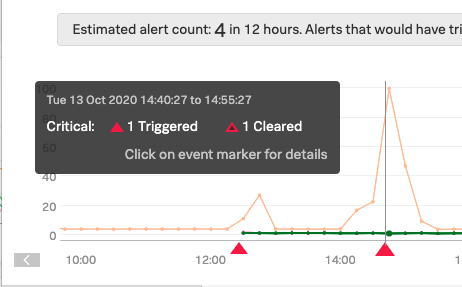 Estimated alert count: 4 in 12 hours. Alerts that would have tri
100
Tue 13 Oct 2020 14:40:27 to 14:55:27
Critical: 1 Triggered 1 Cleared
Click on event marker for details
60
40
20
0
10:00 12:00 14:00 1